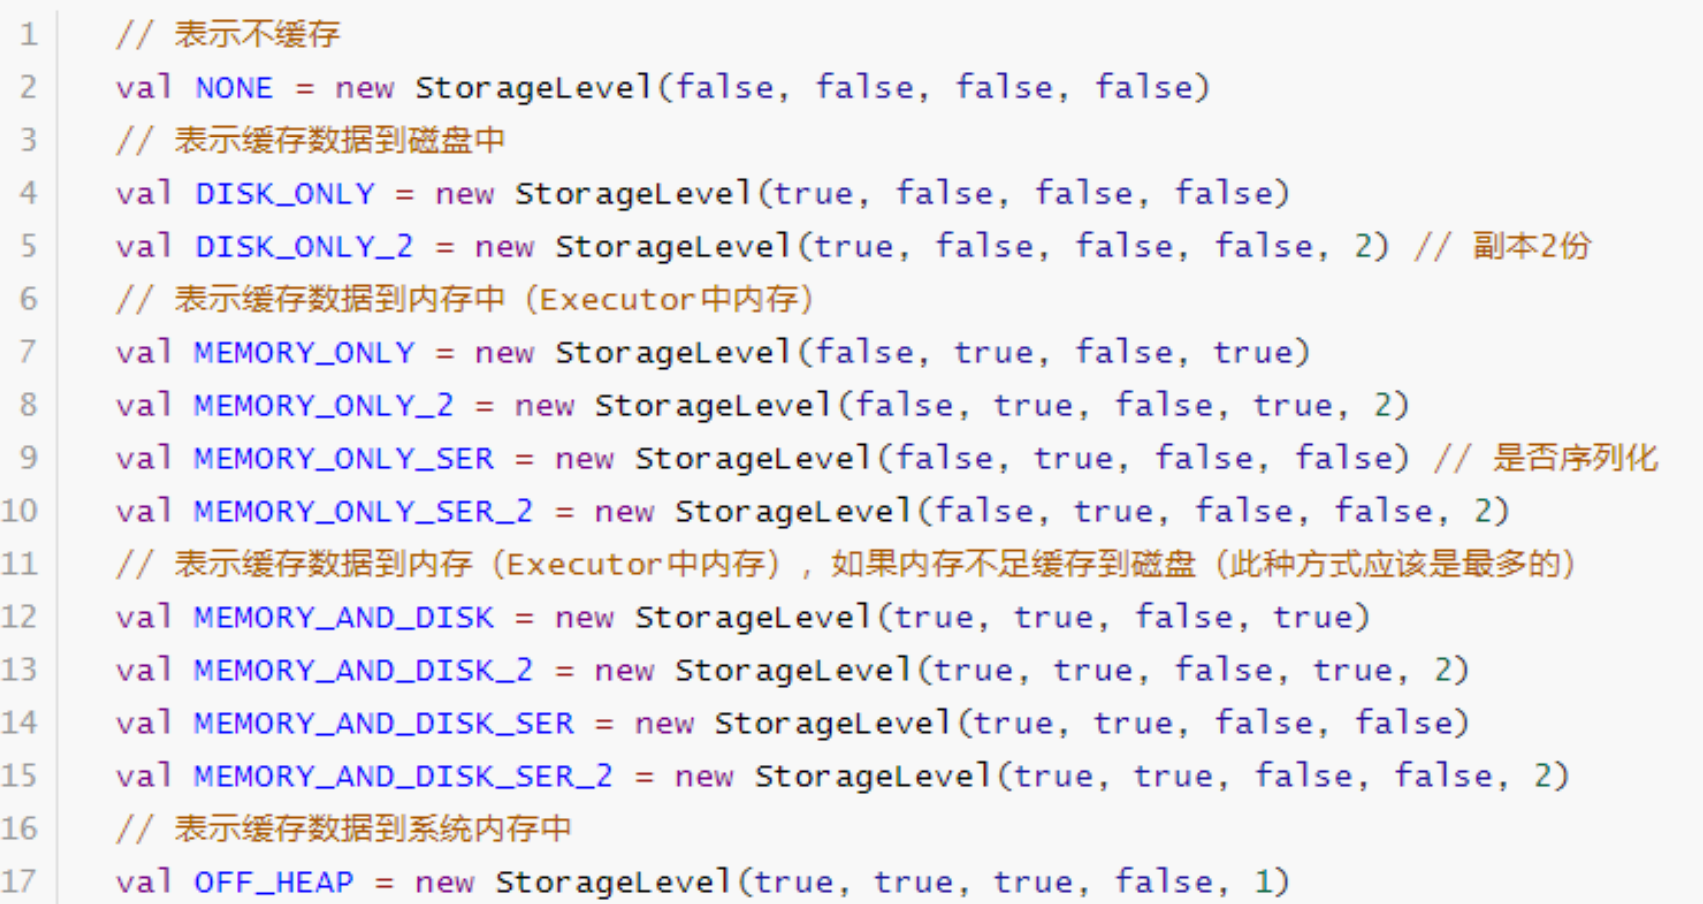 1 // 表示不缓存
2 val NONE = new StorageLevel(false, false, false, false)
3 // 表示缓存数据到磁盘中
4 val DISK_ONLY = new StorageLevel(true, false, false, false)
5 val DISK_ONLY_2 = new StorageLevel(true, false, false, false, 2) // 副本2份
6 // 表示缓存数据到内存中（Executor中内存）
7 val MEMORY_ONLY = new StorageLevel(false, true, false, true)
8 val MEMORY_ONLY_2 = new StorageLevel(false, true, false, true, 2)
9 val MEMORY_ONLY_SER = new StorageLevel(false, true, false, false) // 是否序列化
10 val MEMORY_ONLY_SER_2 = new StorageLevel(false, true, false, false, 2)
11 // 表示缓存数据到内存（Executor中内存），如果内存不足缓存到磁盘（此种方式应该是最多的）
12 val MEMORY_AND_DISK = new StorageLevel(true, true, false, true)
13 val MEMORY_AND_DISK_2 = new StorageLevel(true, true, false, true, 2)
14 val MEMORY_AND_DISK_SER = new StorageLevel(true, true, false, false)
15 val MEMORY_AND_DISK_SER_2 = new StorageLevel(true, true, false, false, 2)
16 // 表示缓存数据到系统内存中
17 val OFF_HEAP = new StorageLevel(true, true, true, false, 1)